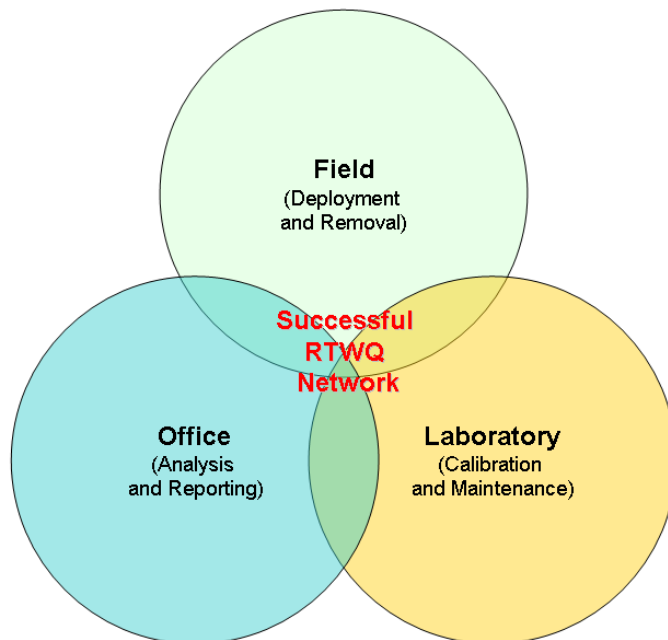 Field
(Deployment
and Removal)
Successful
RTWQ
Network
Office
(Analysis
and Reporting)
Laboratory
(Calibration
and Maintenance)